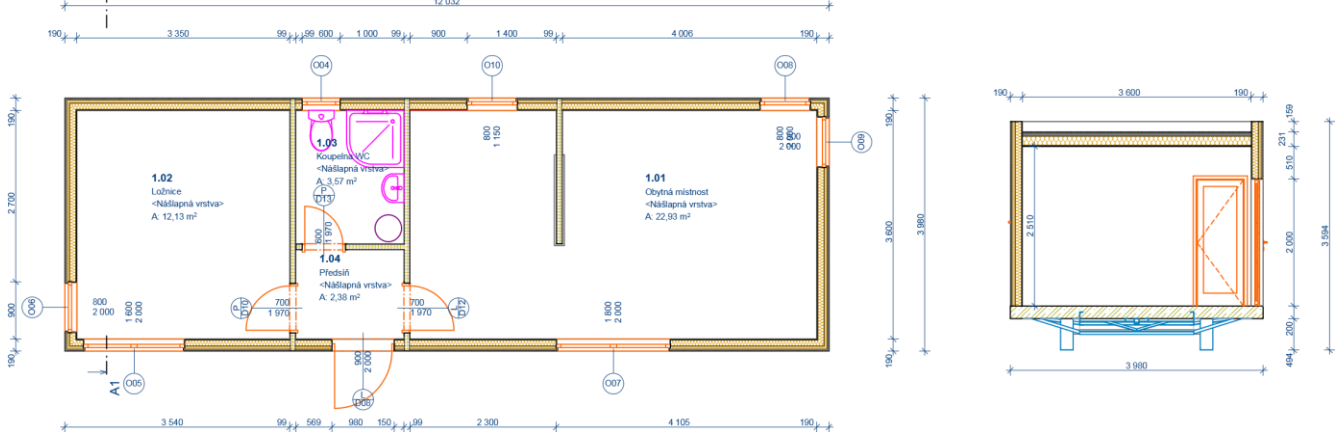 12 032
190 3 350 99 99 600 1 000 99 900 1 400 99 4 006 190
190 3 600 190
O04 O10 O08
190 2 700 900 190
O06
O09
190 3 600 190
3 980
159 231 510 2 000 200 494
3 594
2 510
1.03
Koupelna WC
<Nášlapná vrstva>
A: 3,57 m²
P
D13
600
1 970
800
1 150
800
2 000
1.02
Ložnice
<Nášlapná vrstva>
A: 12,13 m²
1.01
Obytná místnost
<Nášlapná vrstva>
A: 22,93 m²
1.04
Předsíň
<Nášlapná vrstva>
A: 2,38 m²
800
2 000
1 600
2 000
P
D10
700
1 970
700
1 970
L
D12
1 800
2 000
900
2 000
L
D08
A1
O05
O07
3 980
3 540 99 569 980 150 99 2 300 4 105 190